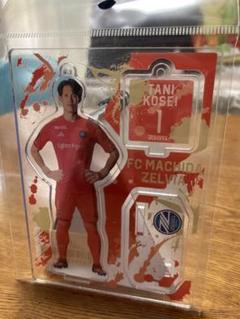 TANI
KOSEI
1
FC MACHIDA
ZELVIA